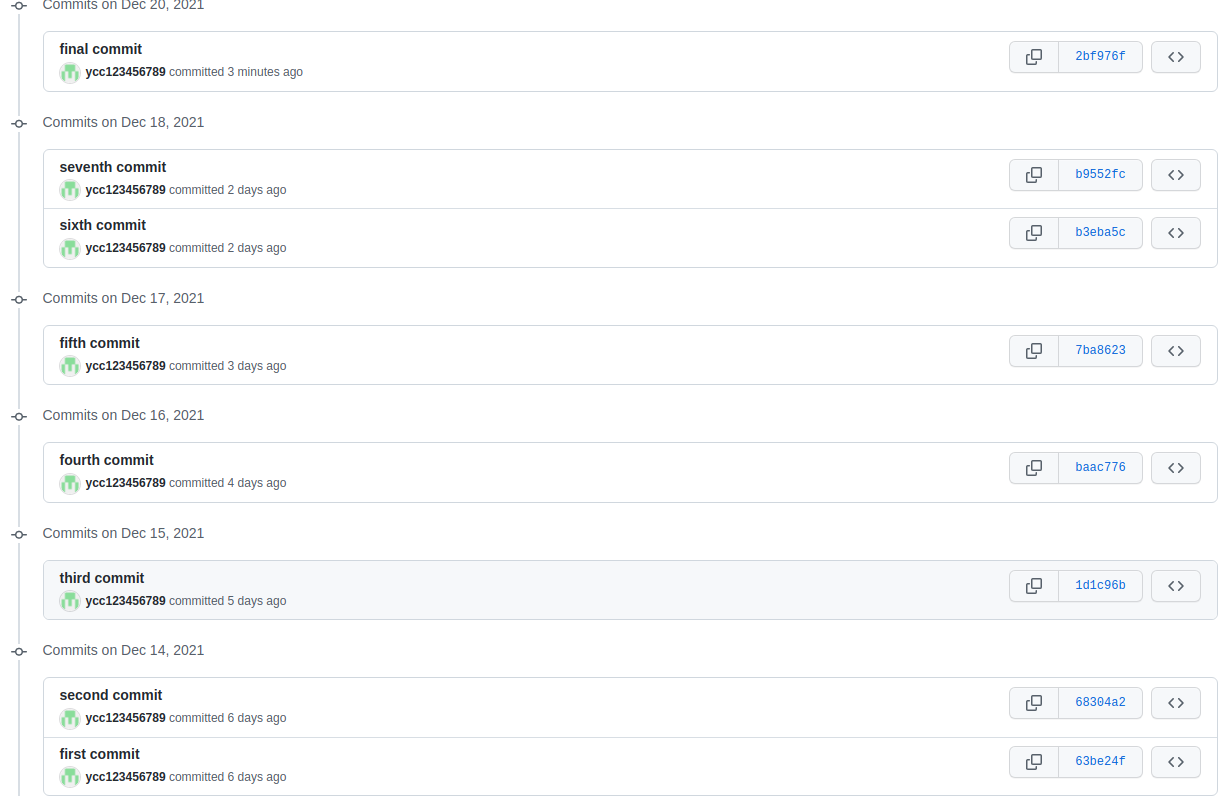 Commits on Dec 20, 2021
final commit
ycc123456789 committed 3 minutes ago
2bf976f
Commits on Dec 18, 2021
seventh commit
ycc123456789 committed 2 days ago
b9552fc
sixth commit
ycc123456789 committed 2 days ago
b3eba5c
Commits on Dec 17, 2021
fifth commit
ycc123456789 committed 3 days ago
7ba8623
Commits on Dec 16, 2021
fourth commit
ycc123456789 committed 4 days ago
baac776
Commits on Dec 15, 2021
third commit
ycc123456789 committed 5 days ago
1d1c96b
Commits on Dec 14, 2021
second commit
ycc123456789 committed 6 days ago
68304a2
first commit
ycc123456789 committed 6 days ago
63be24f